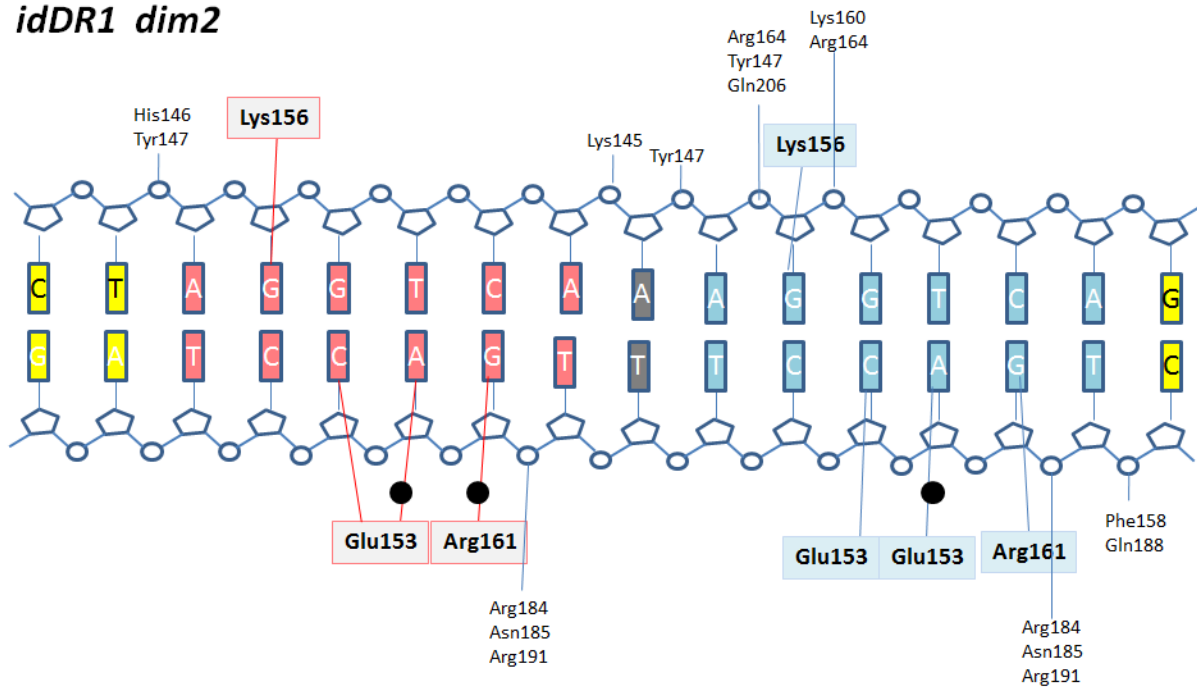 idDR1 dim2
Lys160
Arg164
Arg164
Tyr147
Gln206
His146
Tyr147
Lys156
Lys145
Tyr147
Lys156
C T A G G T C A A A G G T C A G
G A T C C A G T T T C C A G T C
Glu153 Arg161
Glu153 Glu153 Arg161
Phe158
Gln188
Arg184
Asn185
Arg191
Arg184
Asn185
Arg191